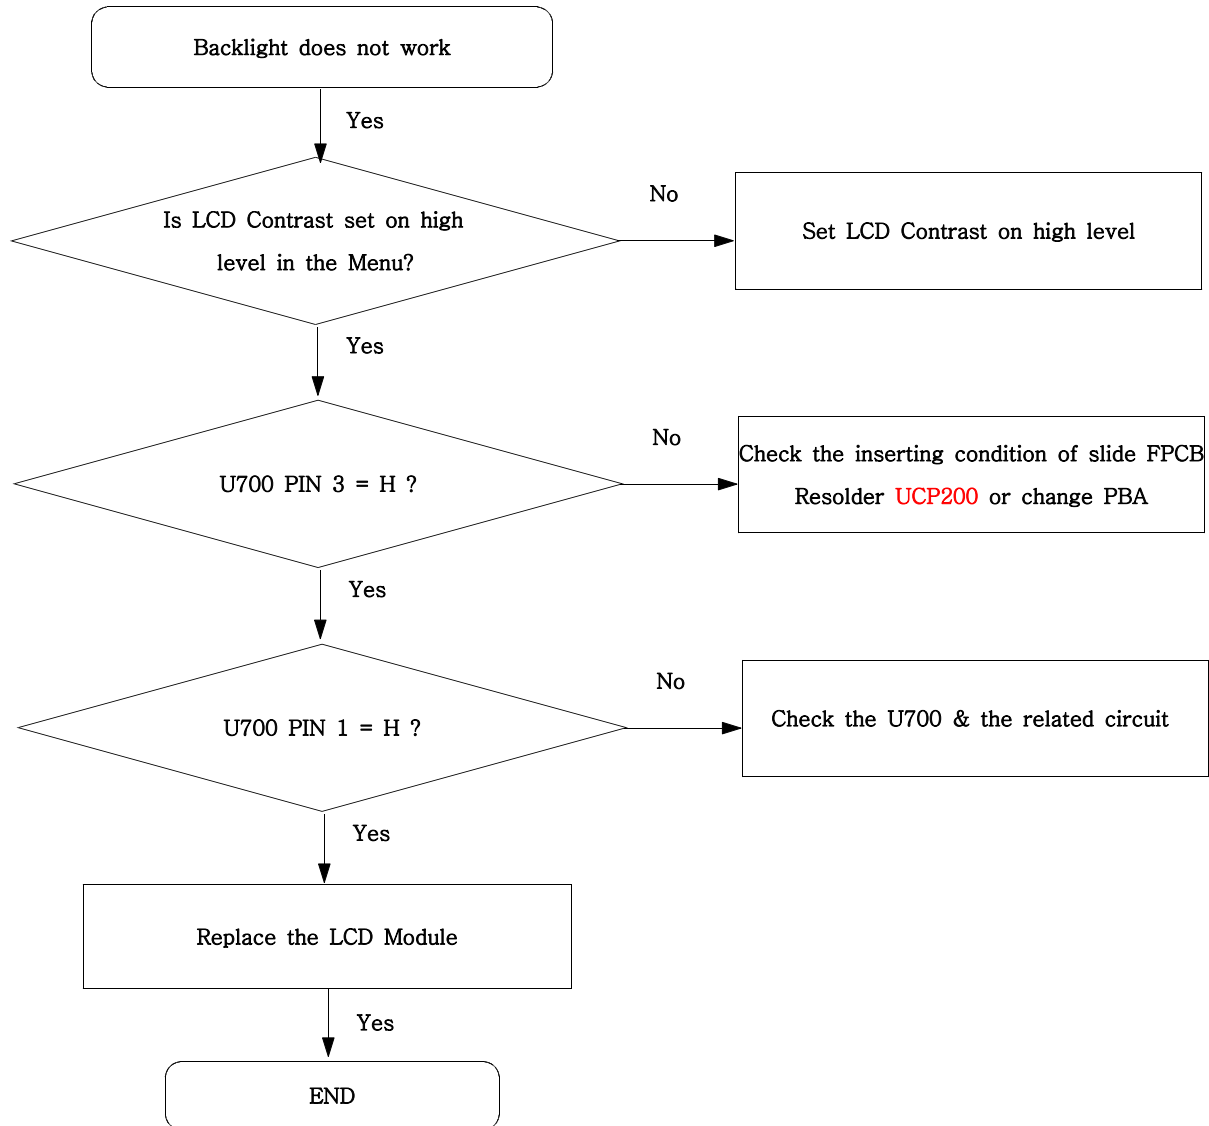 Backlight does not work
Yes
Is LCD Contrast set on high
level in the Menu?
No
Set LCD Contrast on high level
Yes
U700 PIN 3 = H ?
No
Check the inserting condition of slide FPCB
Resolder UCP200 or change PBA
Yes
U700 PIN 1 = H ?
No
Check the U700 & the related circuit
Yes
Replace the LCD Module
Yes
END